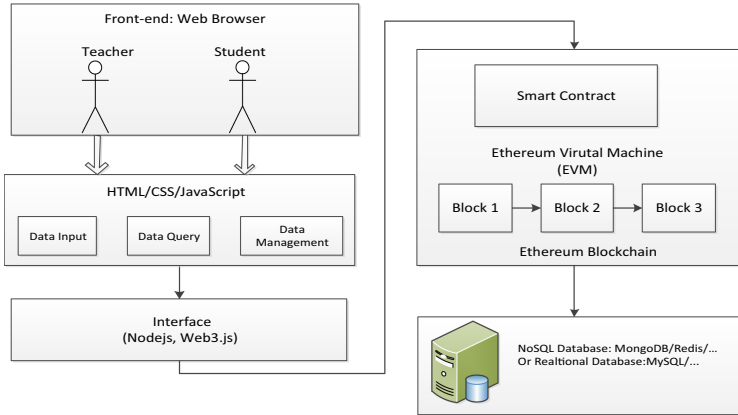 Front-end: Web Browser
Teacher
Student
HTML/CSS/JavaScript
Data Input
Data Query
Data
Management
Interface
(Nodejs, Web3.js)
Smart Contract
Ethereum Virutal Machine
(EVM)
Block 1
Block 2
Block 3
Ethereum Blockchain
NoSQL Database: MongoDB/Redis/...
Or Realtional Database:MySQL/...